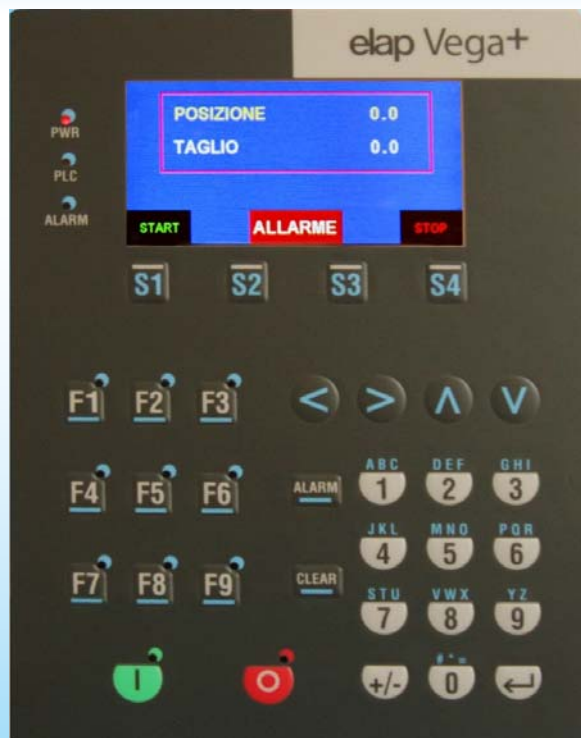 elap Vega+
POSIZIONE 0.0
TAGLIO 0.0
START ALLARME STOP
PWR
PLC
ALARM
S1 S2 S3 S4
F1 F2 F3 < > Λ V
F4 F5 F6 ALARM
ABC DEF GHI
1 2 3
JKL MNO PQR
4 5 6
F7 F8 F9 CLEAR
STU VWX YZ
7 8 9
#*=
I O +/- 0 ↵